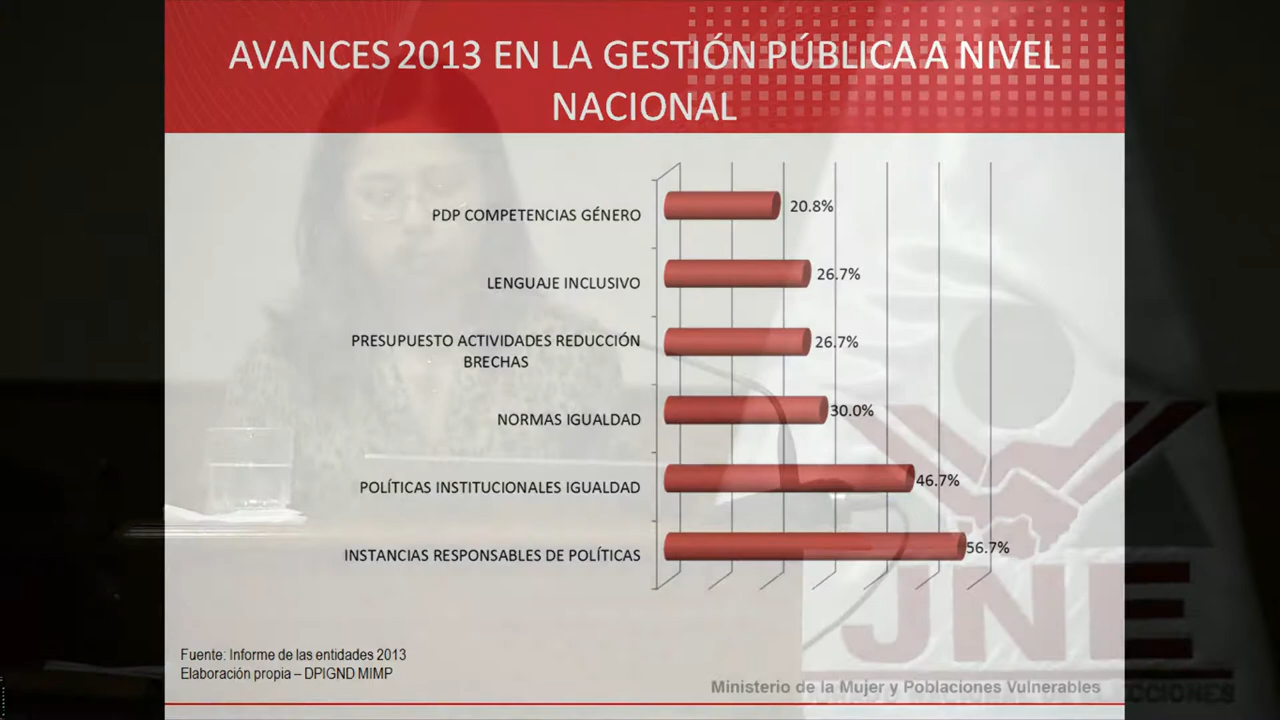 AVANCES 2013 EN LA GESTIÓN PÚBLICA A NIVEL
NACIONAL
PDP COMPETENCIAS GÉNERO
20.8%
LENGUAJE INCLUSIVO
26.7%
PRESUPUESTO ACTIVIDADES REDUCCIÓN
BRECHAS
26.7%
NORMAS IGUALDAD
30.0%
POLÍTICAS INSTITUCIONALES IGUALDAD
46.7%
INSTANCIAS RESPONSABLES DE POLÍTICAS
56.7%
JNE
Fuente: Informe de las entidades 2013
Elaboración propia – DPIGND MIMP
Ministerio de la Mujer y Poblaciones Vulnerables